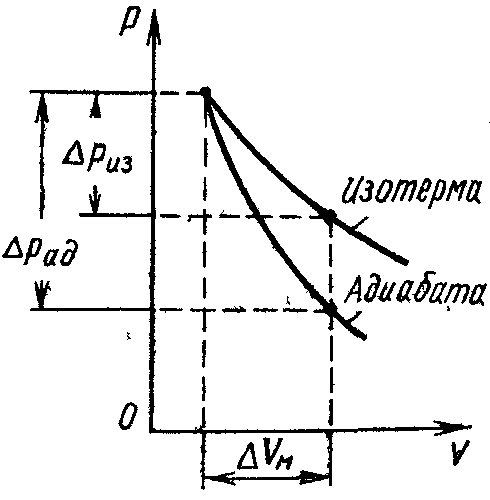 p
Δpиз
изотерма
Δpад
Адиабата
0
V
ΔVм